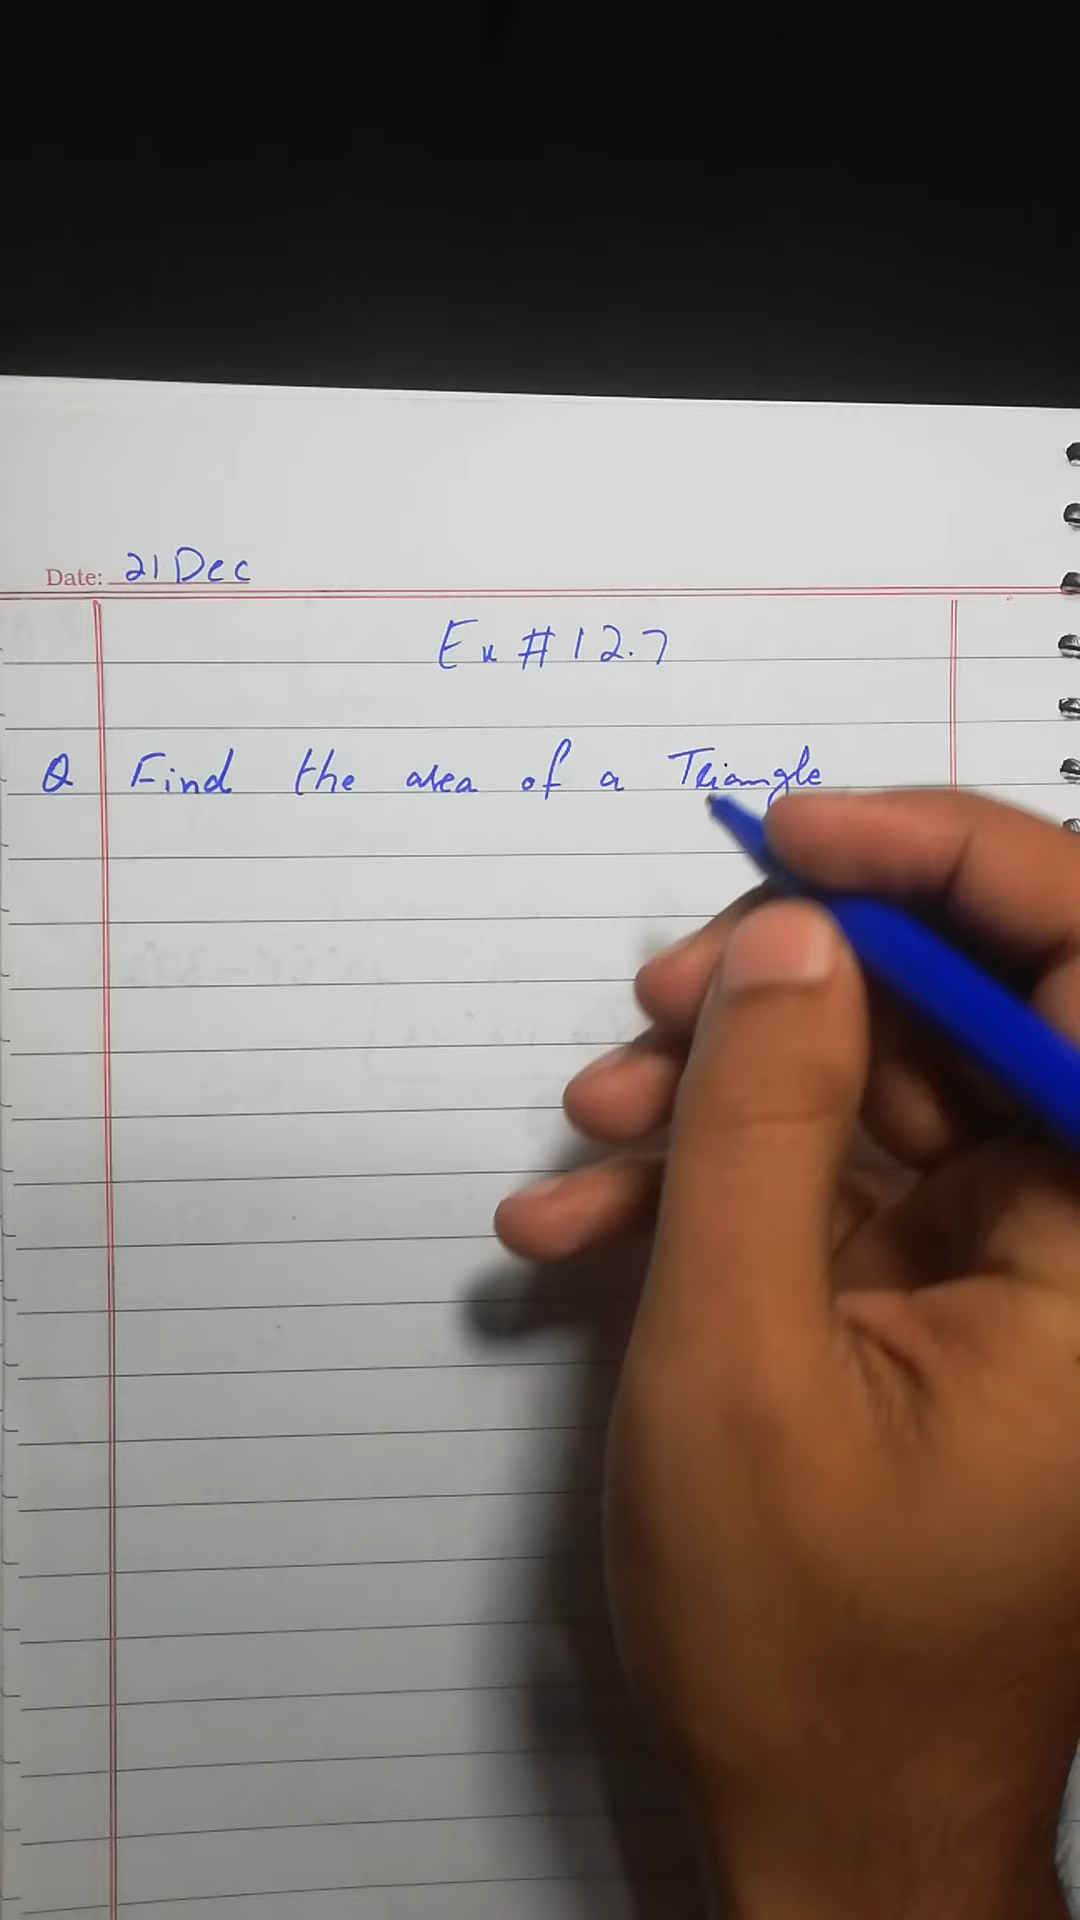 Date: 21 Dec
Ex # 12.7
Q Find the area of a Triangle